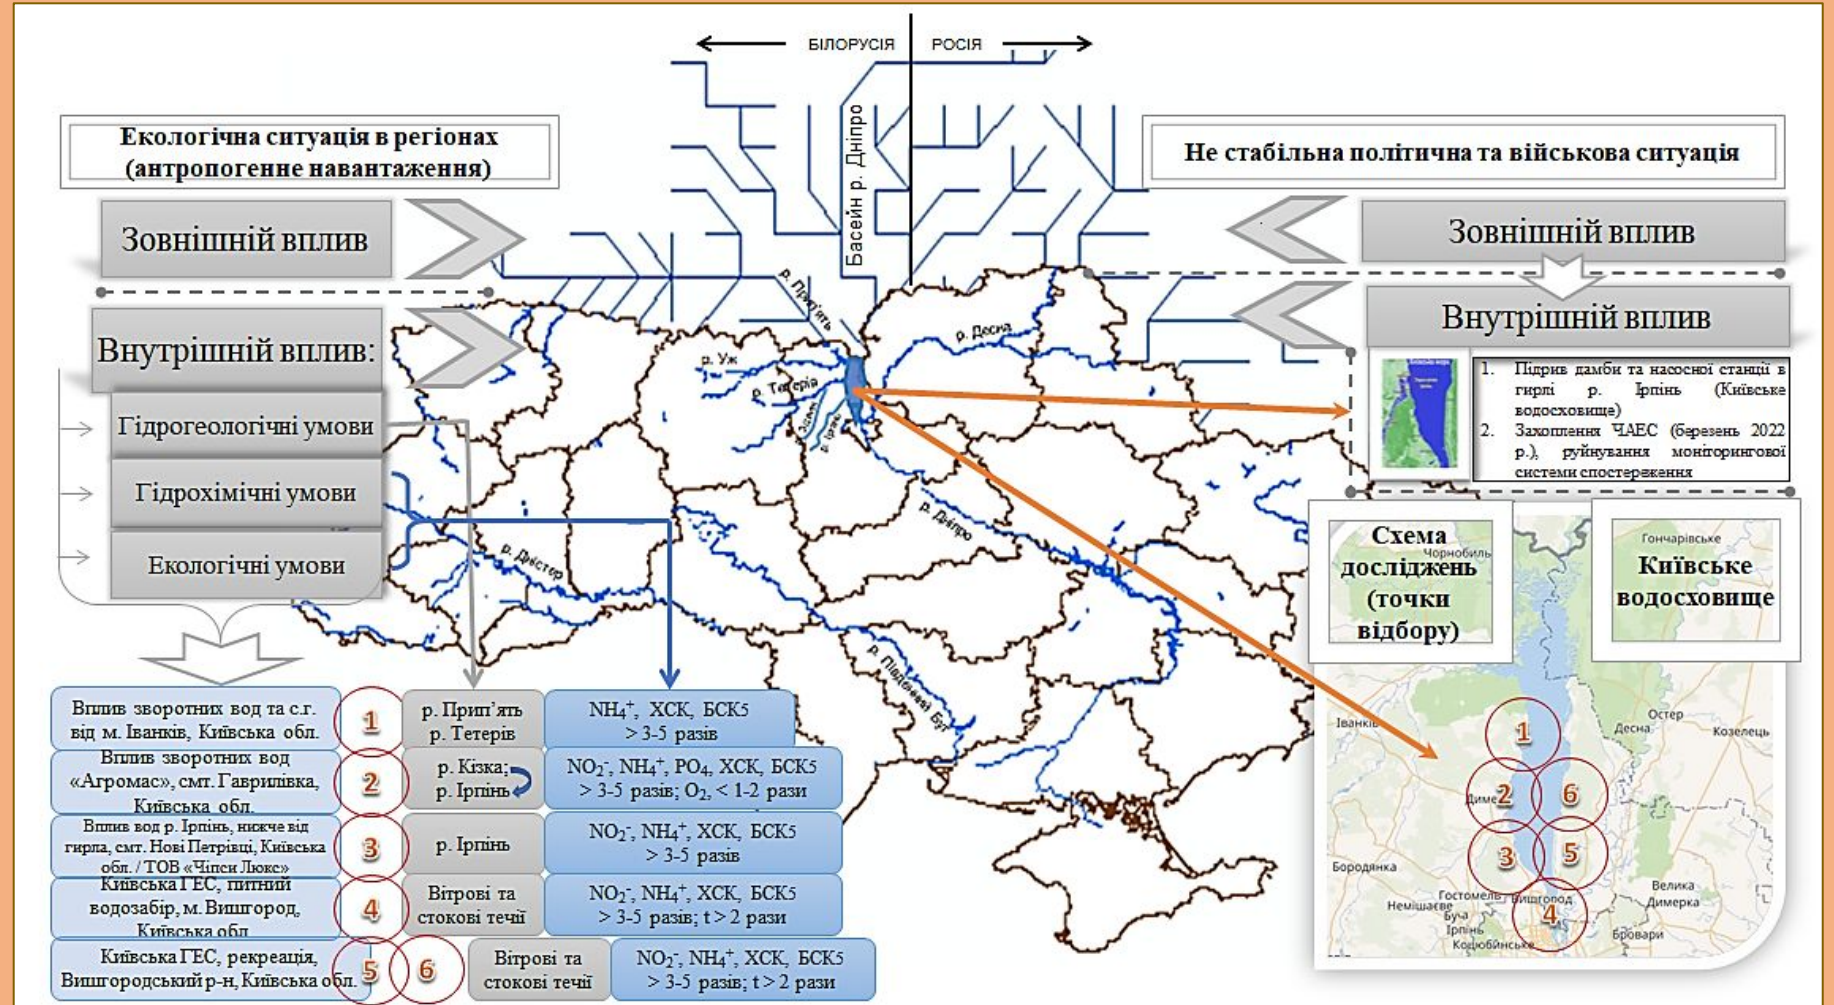 БІЛОРУСІЯ
РОСІЯ
Басейн р. Дніпро
Екологічна ситуація в регіонах
(антропогенне навантаження)
Не стабільна політична та військова ситуація
Зовнішній вплив
Зовнішній вплив
Внутрішній вплив:
Внутрішній вплив
Гідрогеологічні умови
Гідрохімічні умови
Екологічні умови
р. Прип'ять
р. Десна
р. Уж
р. Тетерів
р. Дніпро
р. Дністер
р. Південний Буг
1. Підрив дамби та насосної станції в
гирлі р. Ірпінь (Київське
водосховище)
2. Захоплення ЧАЕС (березень 2022
р.), руйнування моніторингової
системи спостереження
Схема
Чорнобиль
досліджень
(точки
відбору)
Гончарівське
Київське
водосховище
Іванків
Десна
Остер
Козелець
Диме
Бородянка
Гостомель
Вишгород
Немішаєве
Буча
Ірпінь
Коцюбинське
Велика
Димерка
Бровари
1
2
6
3
5
4
Вплив зворотних вод та с.г.
від м. Іванків, Київська обл.
1
р. Прип’ять
р. Тетерів
NH₄⁺, ХСК, БСК5
> 3-5 разів
Вплив зворотних вод
«Агромас», смт. Гаврилівка,
Київська обл.
2
р. Кізка;
р. Ірпінь
NO₂⁻, NH₄⁺, PO₄, ХСК, БСК5
> 3-5 разів; O₂, < 1-2 рази
Вплив вод р. Ірпінь, нижче від
гирла, смт. Нові Петрівці, Київська
обл. / ТОВ «Чіпси Люкс»
3
р. Ірпінь
NO₂⁻, NH₄⁺, ХСК, БСК5
> 3-5 разів
Київська ГЕС, питний
водозабір, м. Вишгород,
Київська обл
4
Вітрові та
стокові течії
NO₂⁻, NH₄⁺, ХСК, БСК5
> 3-5 разів; t > 2 рази
Київська ГЕС, рекреація,
Вишгородський р-н, Київська обл.
5
6
Вітрові та
стокові течії
NO₂⁻, NH₄⁺, ХСК, БСК5
> 3-5 разів; t > 2 рази